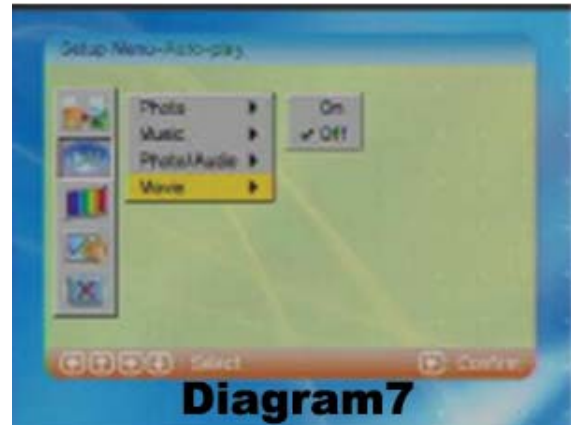 Setup Menu-Auto-play
Photo
Music
Photo/Audio
Movie
On
Off
Select
Confirm
Diagram7